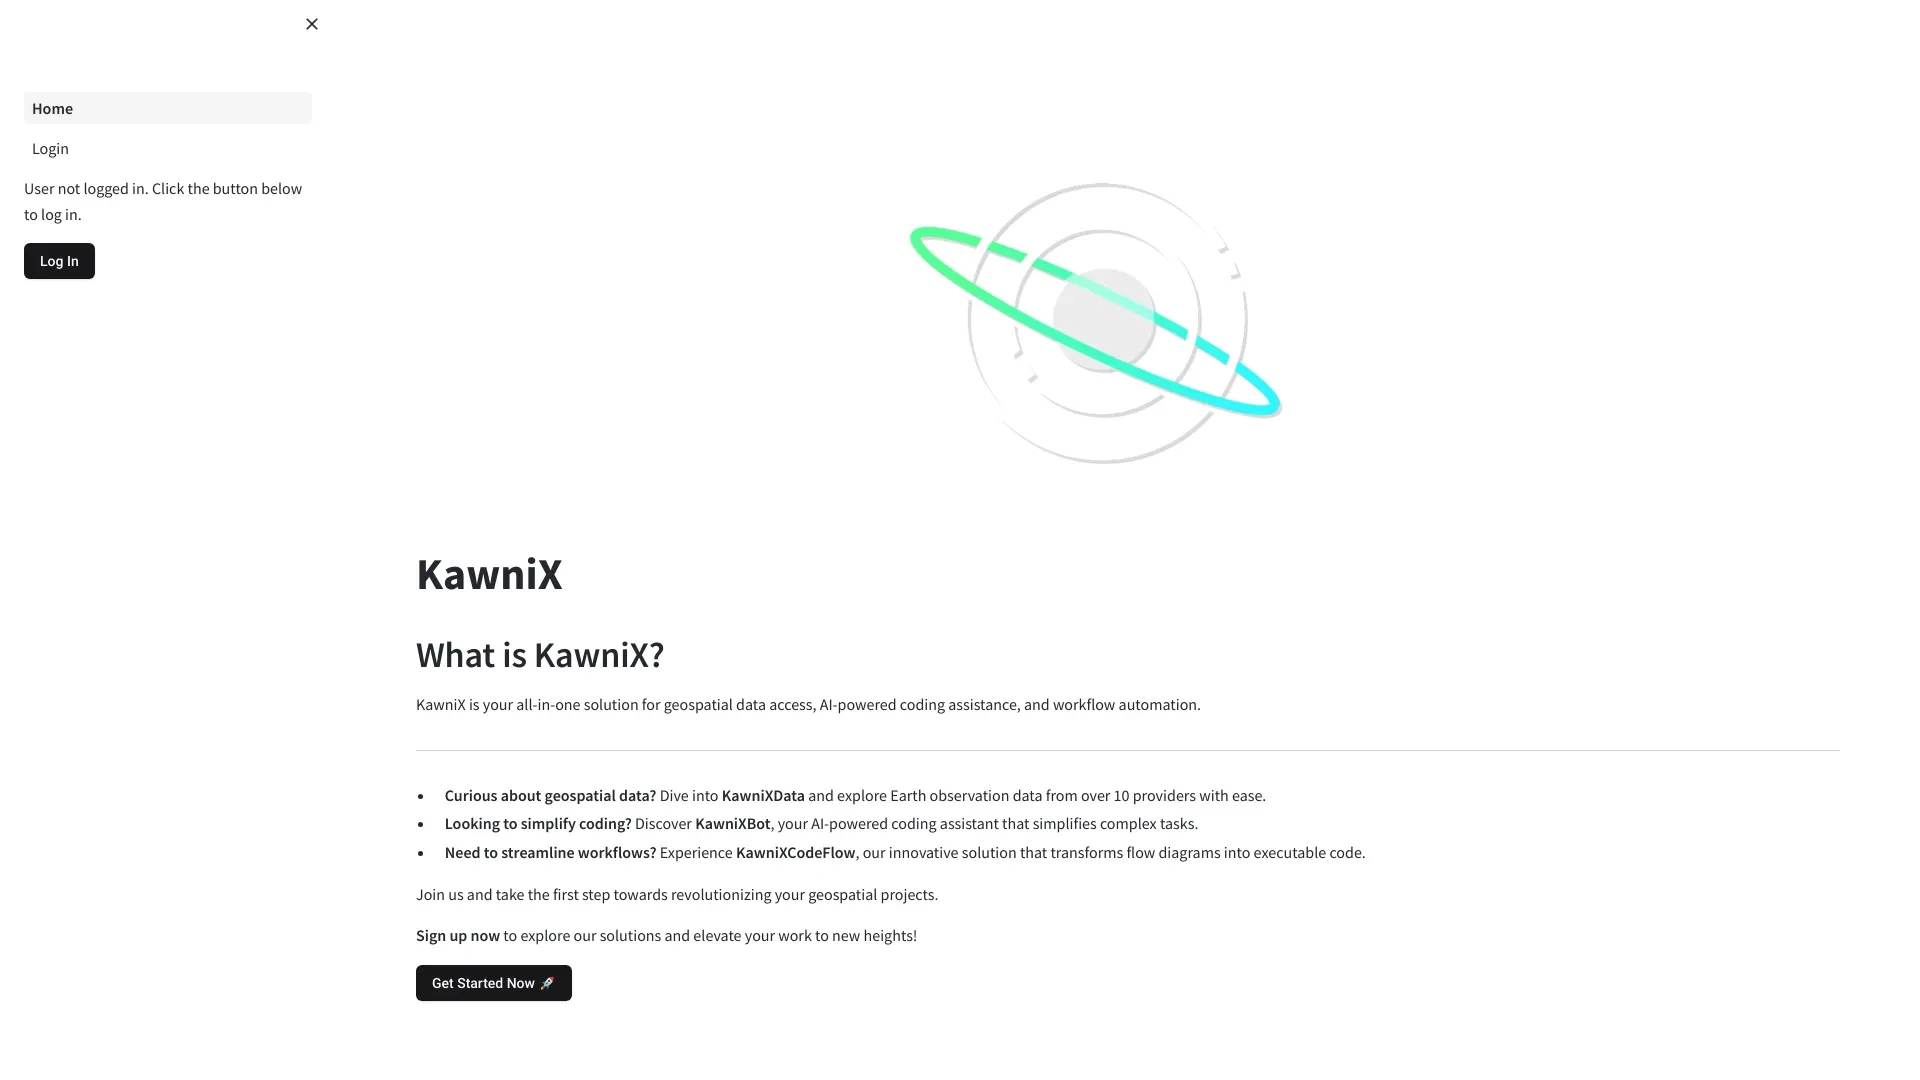 Home
Login
User not logged in. Click the button below
to log in.
Log In
KawniX
What is KawniX?
KawniX is your all-in-one solution for geospatial data access, AI-powered coding assistance, and workflow automation.
• Curious about geospatial data? Dive into KawniXData and explore Earth observation data from over 10 providers with ease.
• Looking to simplify coding? Discover KawniXBot, your AI-powered coding assistant that simplifies complex tasks.
• Need to streamline workflows? Experience KawniXCodeFlow, our innovative solution that transforms flow diagrams into executable code.
Join us and take the first step towards revolutionizing your geospatial projects.
Sign up now to explore our solutions and elevate your work to new heights!
Get Started Now 🚀